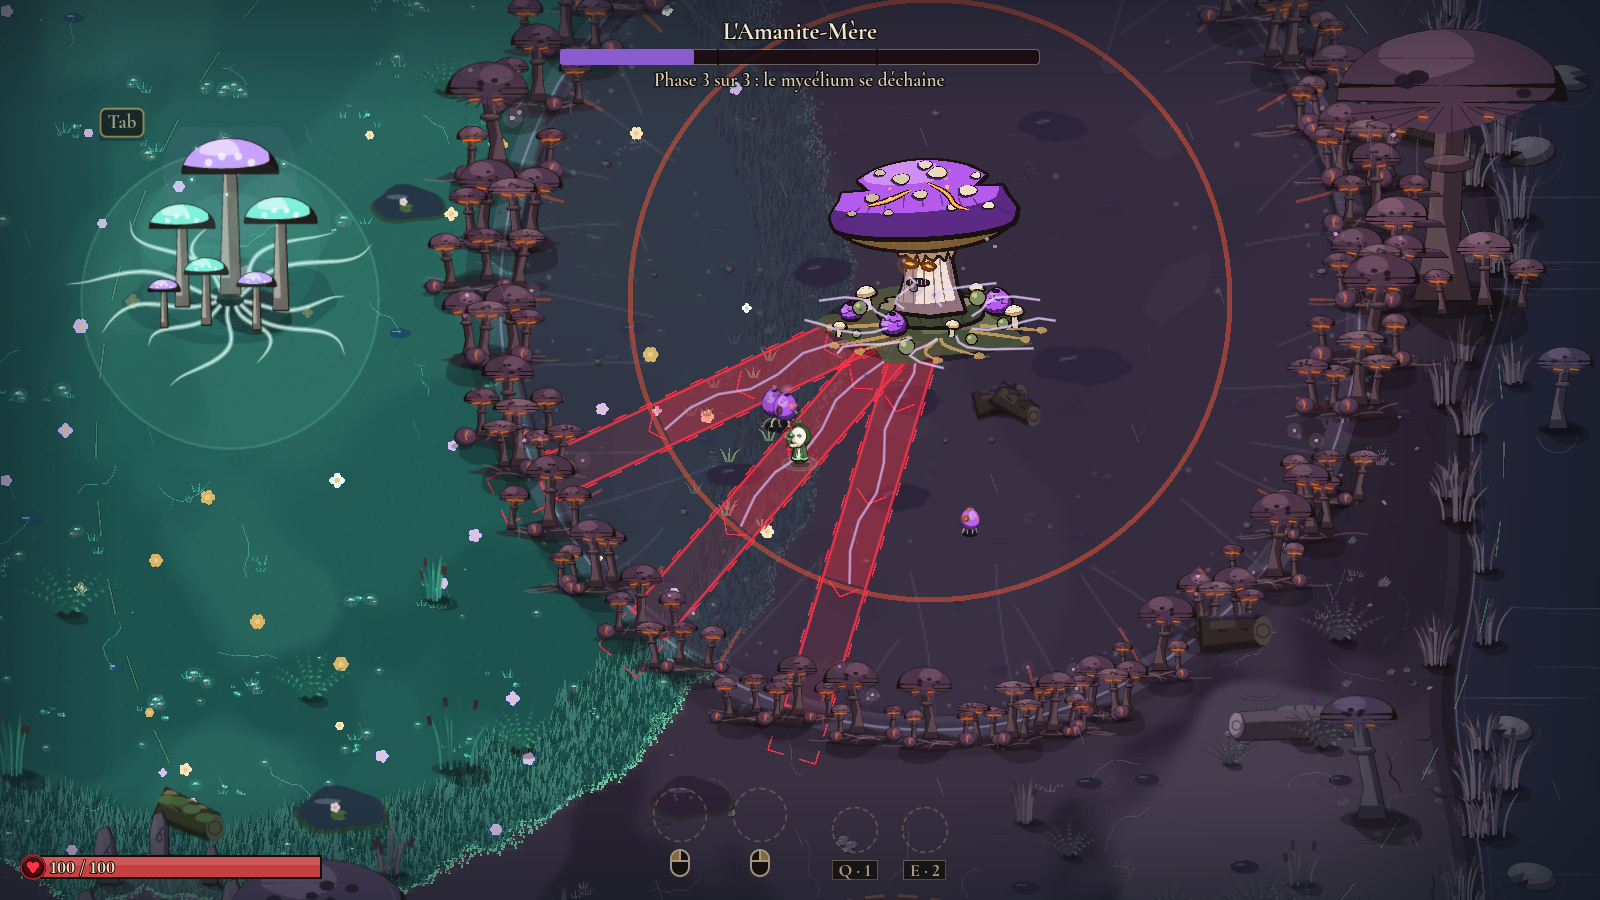 L'Amanite-Mère
Phase 3 sur 3 : le mycélium se déchaîne
Tab
100 / 100
Q · 1
E · 2